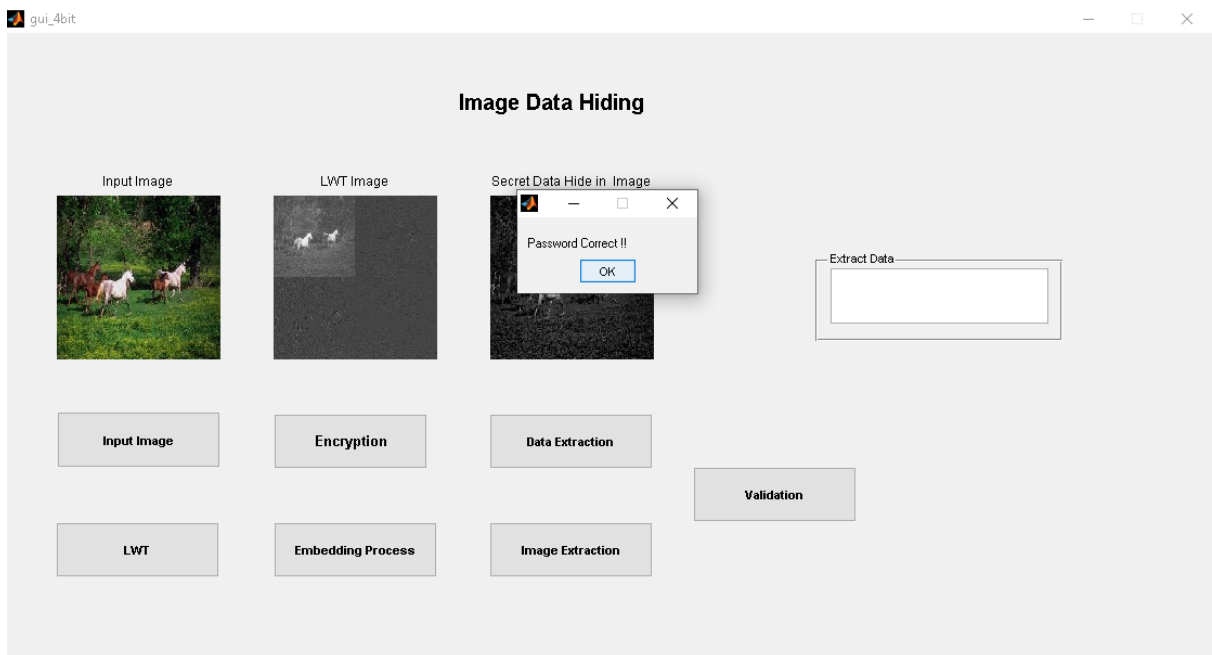 gui_4bit
Image Data Hiding
Input Image
LWT Image
Secret Data Hide in Image
Password Correct !!
OK
Extract Data
Input Image
Encryption
Data Extraction
Validation
LWT
Embedding Process
Image Extraction